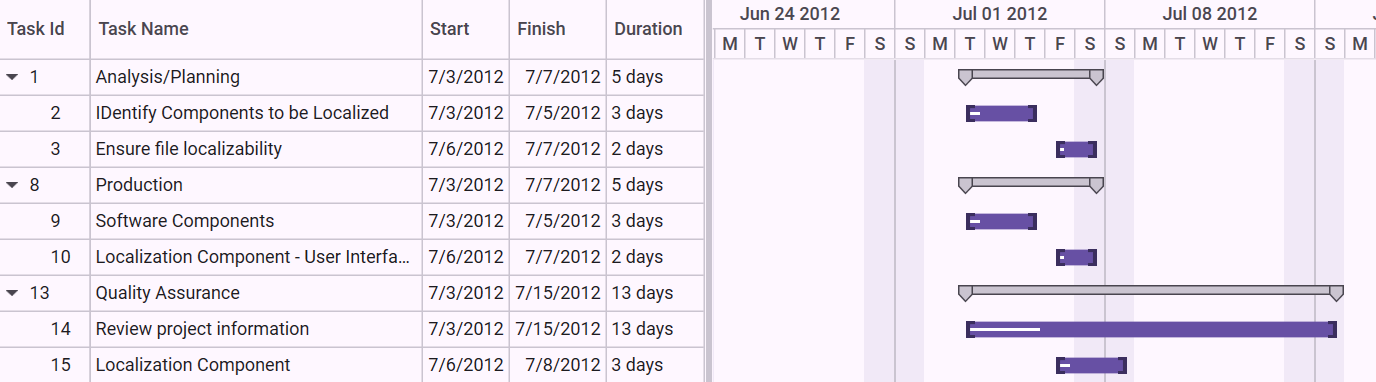 Task Id Task Name Start Finish Duration Jun 24 2012 Jul 01 2012 Jul 08 2012
M T W T F S S M T W T F S S M T W T F S S M
1 Analysis/Planning 7/3/2012 7/7/2012 5 days
2 IDentify Components to be Localized 7/3/2012 7/5/2012 3 days
3 Ensure file localizability 7/6/2012 7/7/2012 2 days
8 Production 7/3/2012 7/7/2012 5 days
9 Software Components 7/3/2012 7/5/2012 3 days
10 Localization Component - User Interfa... 7/6/2012 7/7/2012 2 days
13 Quality Assurance 7/3/2012 7/15/2012 13 days
14 Review project information 7/3/2012 7/15/2012 13 days
15 Localization Component 7/6/2012 7/8/2012 3 days